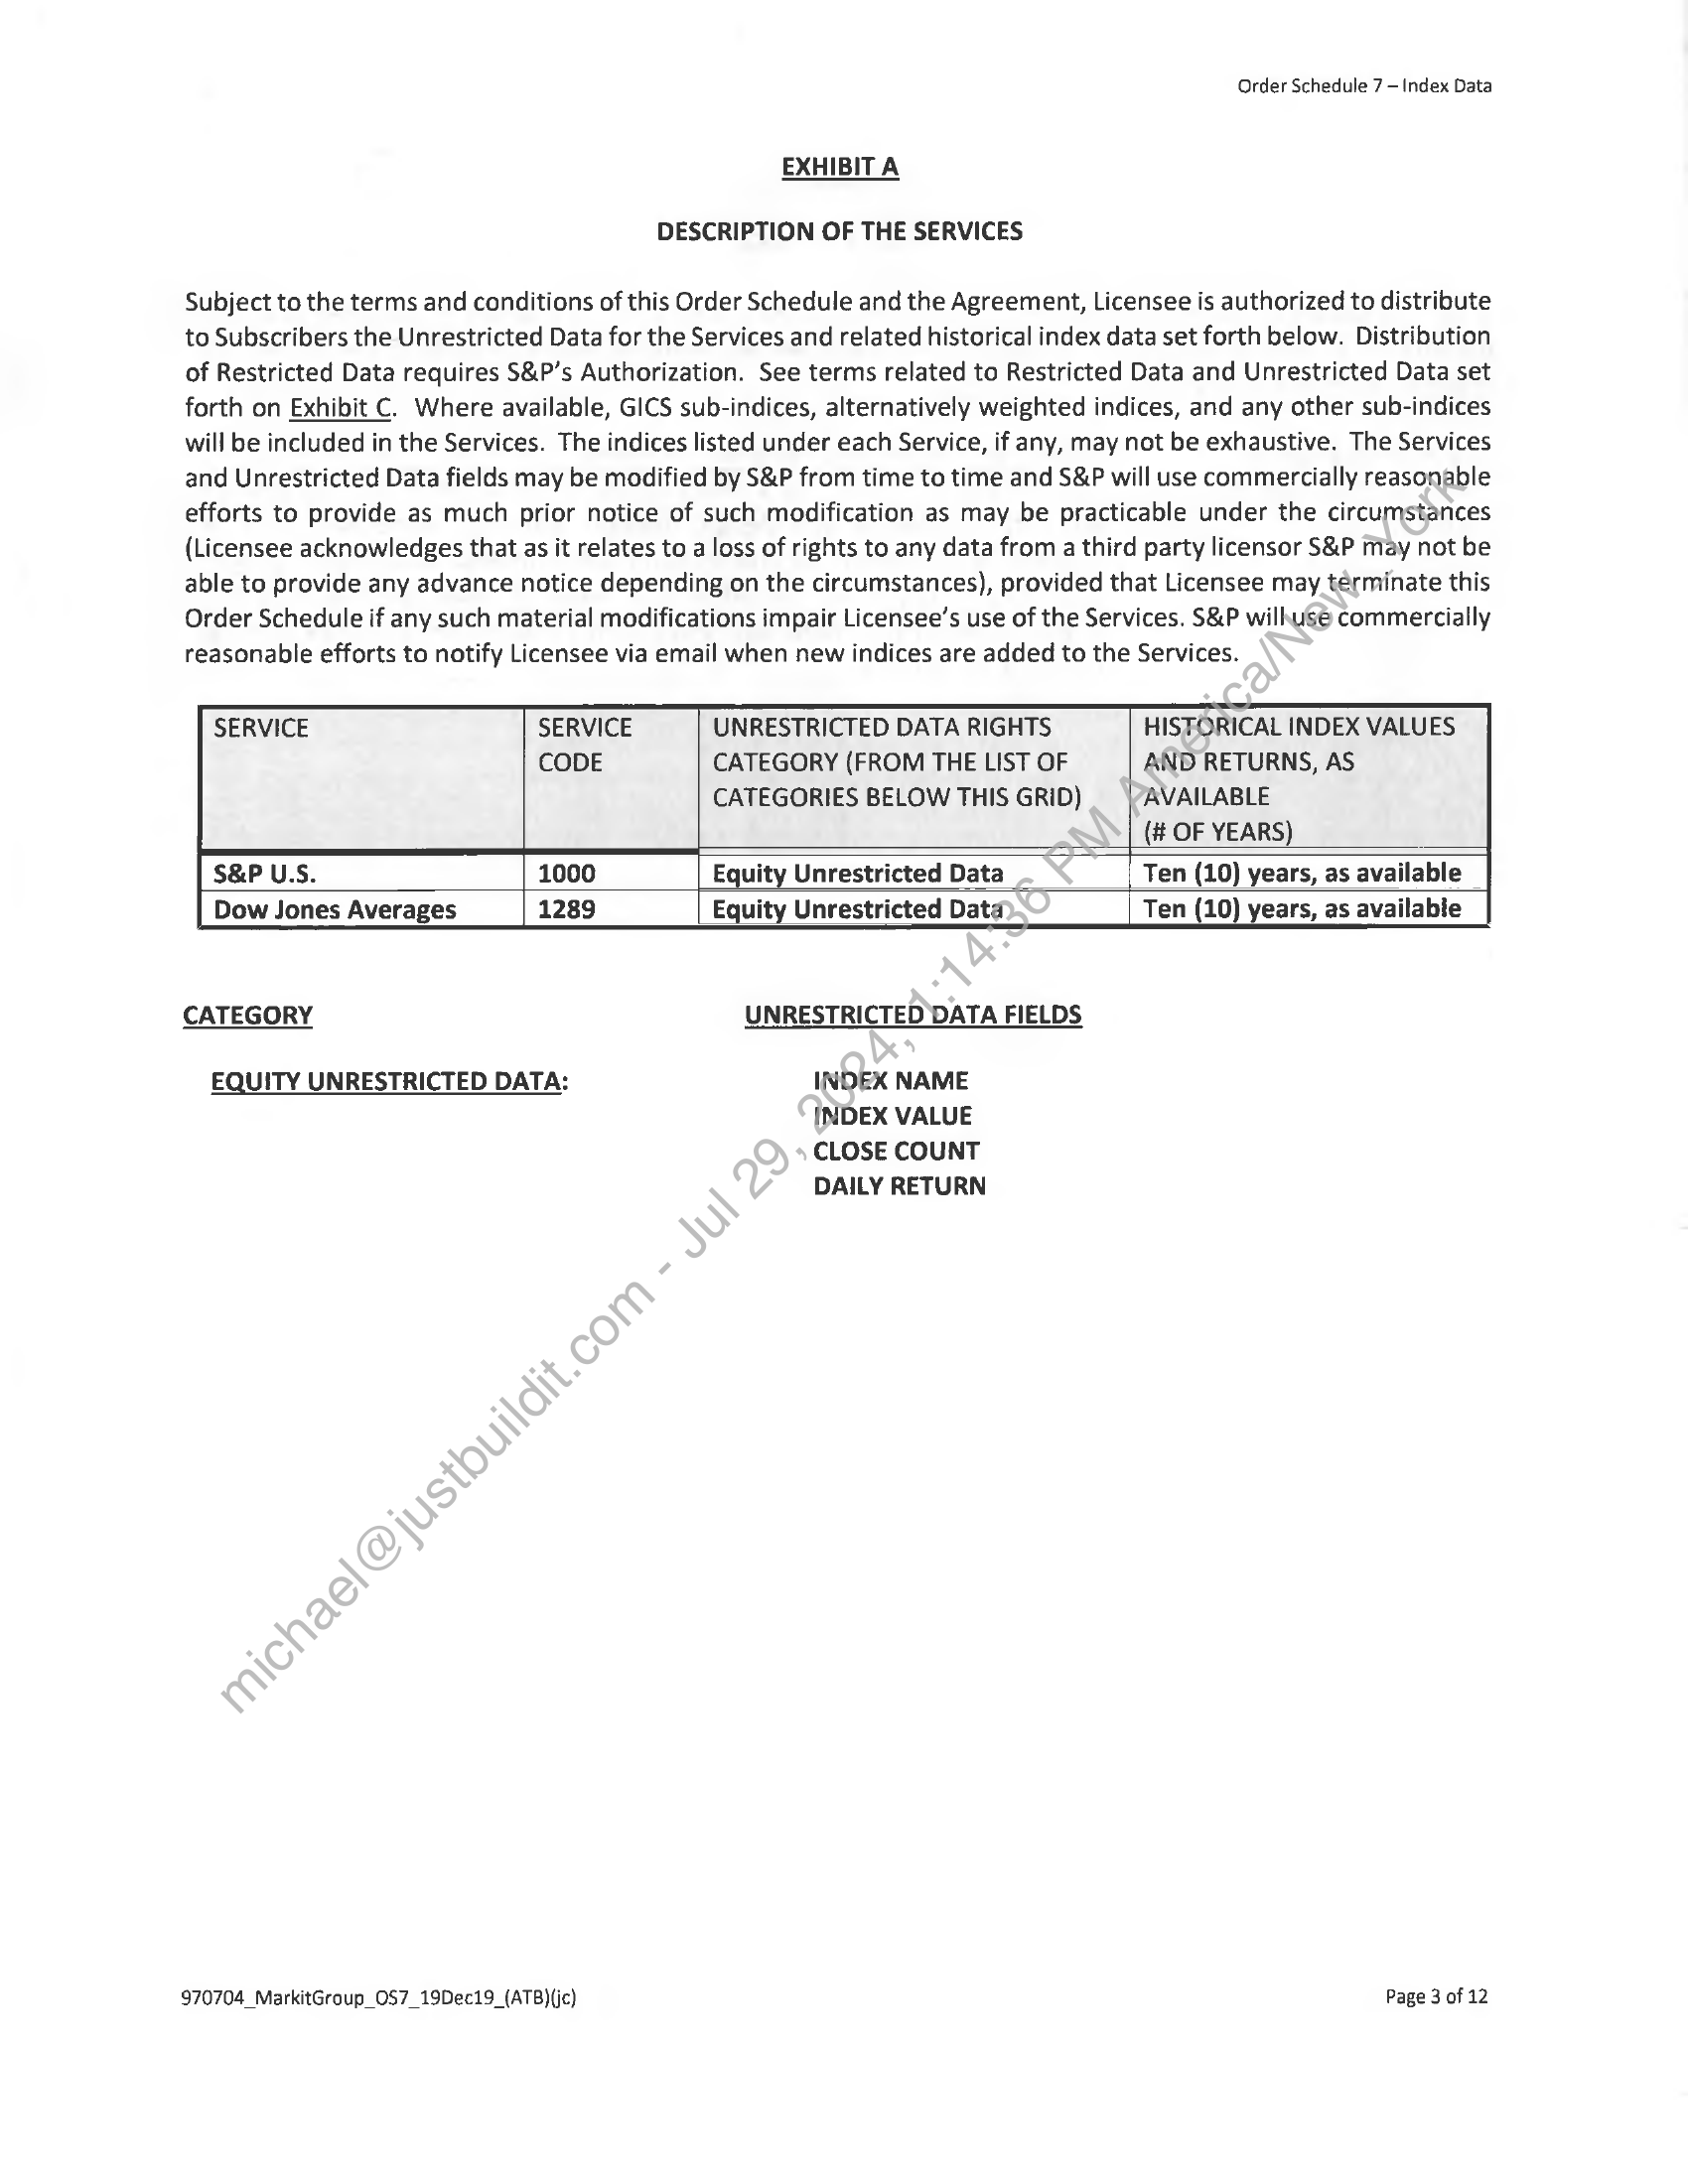 Order Schedule 7 – Index Data
EXHIBIT A
DESCRIPTION OF THE SERVICES
Subject to the terms and conditions of this Order Schedule and the Agreement, Licensee is authorized to distribute
to Subscribers the Unrestricted Data for the Services and related historical index data set forth below. Distribution
of Restricted Data requires S&P's Authorization. See terms related to Restricted Data and Unrestricted Data set
forth on Exhibit C. Where available, GICS sub-indices, alternatively weighted indices, and any other sub-indices
will be included in the Services. The indices listed under each Service, if any, may not be exhaustive. The Services
and Unrestricted Data fields may be modified by S&P from time to time and S&P will use commercially reasonable
efforts to provide as much prior notice of such modification as may be practicable under the circumstances
(Licensee acknowledges that as it relates to a loss of rights to any data from a third party licensor S&P may not be
able to provide any advance notice depending on the circumstances), provided that Licensee may terminate this
Order Schedule if any such material modifications impair Licensee's use of the Services. S&P will use commercially
reasonable efforts to notify Licensee via email when new indices are added to the Services.
SERVICE SERVICE UNRESTRICTED DATA RIGHTS HISTORICAL INDEX VALUES
CODE CATEGORY (FROM THE LIST OF AND RETURNS, AS
CATEGORIES BELOW THIS GRID) AVAILABLE
(# OF YEARS)
S&P U.S. 1000 Equity Unrestricted Data Ten (10) years, as available
Dow Jones Averages 1289 Equity Unrestricted Data Ten (10) years, as available
CATEGORY UNRESTRICTED DATA FIELDS
EQUITY UNRESTRICTED DATA: INDEX NAME
INDEX VALUE
CLOSE COUNT
DAILY RETURN
michael@justbuildit.com - Jul 29, 2024, 1:14:36 PM America/New_York
970704_MarkitGroup_OS7_19Dec19_(ATB)(jc) Page 3 of 12